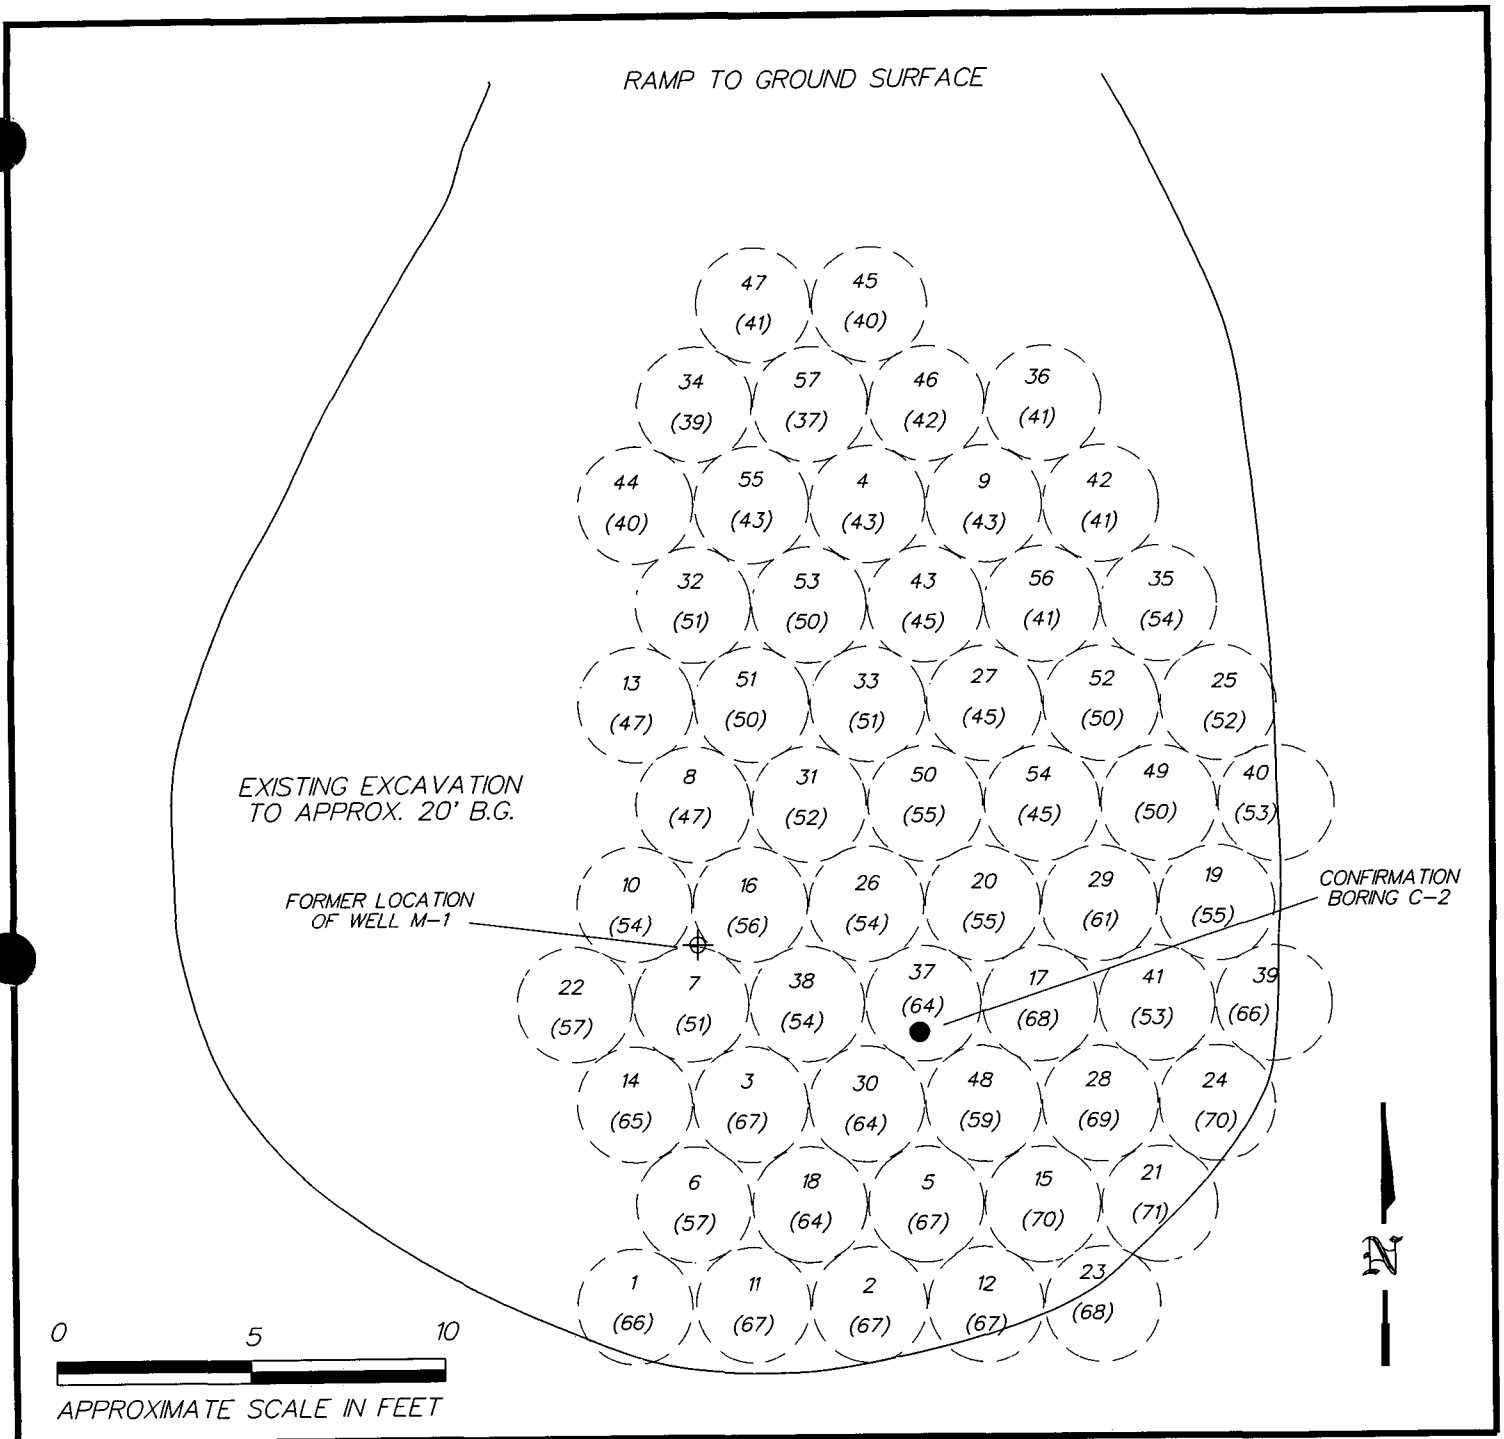 RAMP TO GROUND SURFACE
47 45
(41) (40)
34 57 46 36
(39) (37) (42) (41)
44 55 4 9 42
(40) (43) (43) (43) (41)
32 53 43 56 35
(51) (50) (45) (41) (54)
13 51 33 27 52 25
(47) (50) (51) (45) (50) (52)
8 31 50 54 49 40
(47) (52) (55) (45) (50) (53)
EXISTING EXCAVATION
TO APPROX. 20' B.G.
10 16 26 20 29 19
(54) (56) (54) (55) (61) (55)
FORMER LOCATION
OF WELL M-1
CONFIRMATION
BORING C-2
22 7 38 37 17 41 39
(57) (51) (54) (64) (68) (53) (66)
14 3 30 48 28 24
(65) (67) (64) (59) (69) (70)
6 18 5 15 21
(57) (64) (67) (70) (71)
1 11 2 12 23
(66) (67) (67) (67) (68)
N
0 5 10
APPROXIMATE SCALE IN FEET